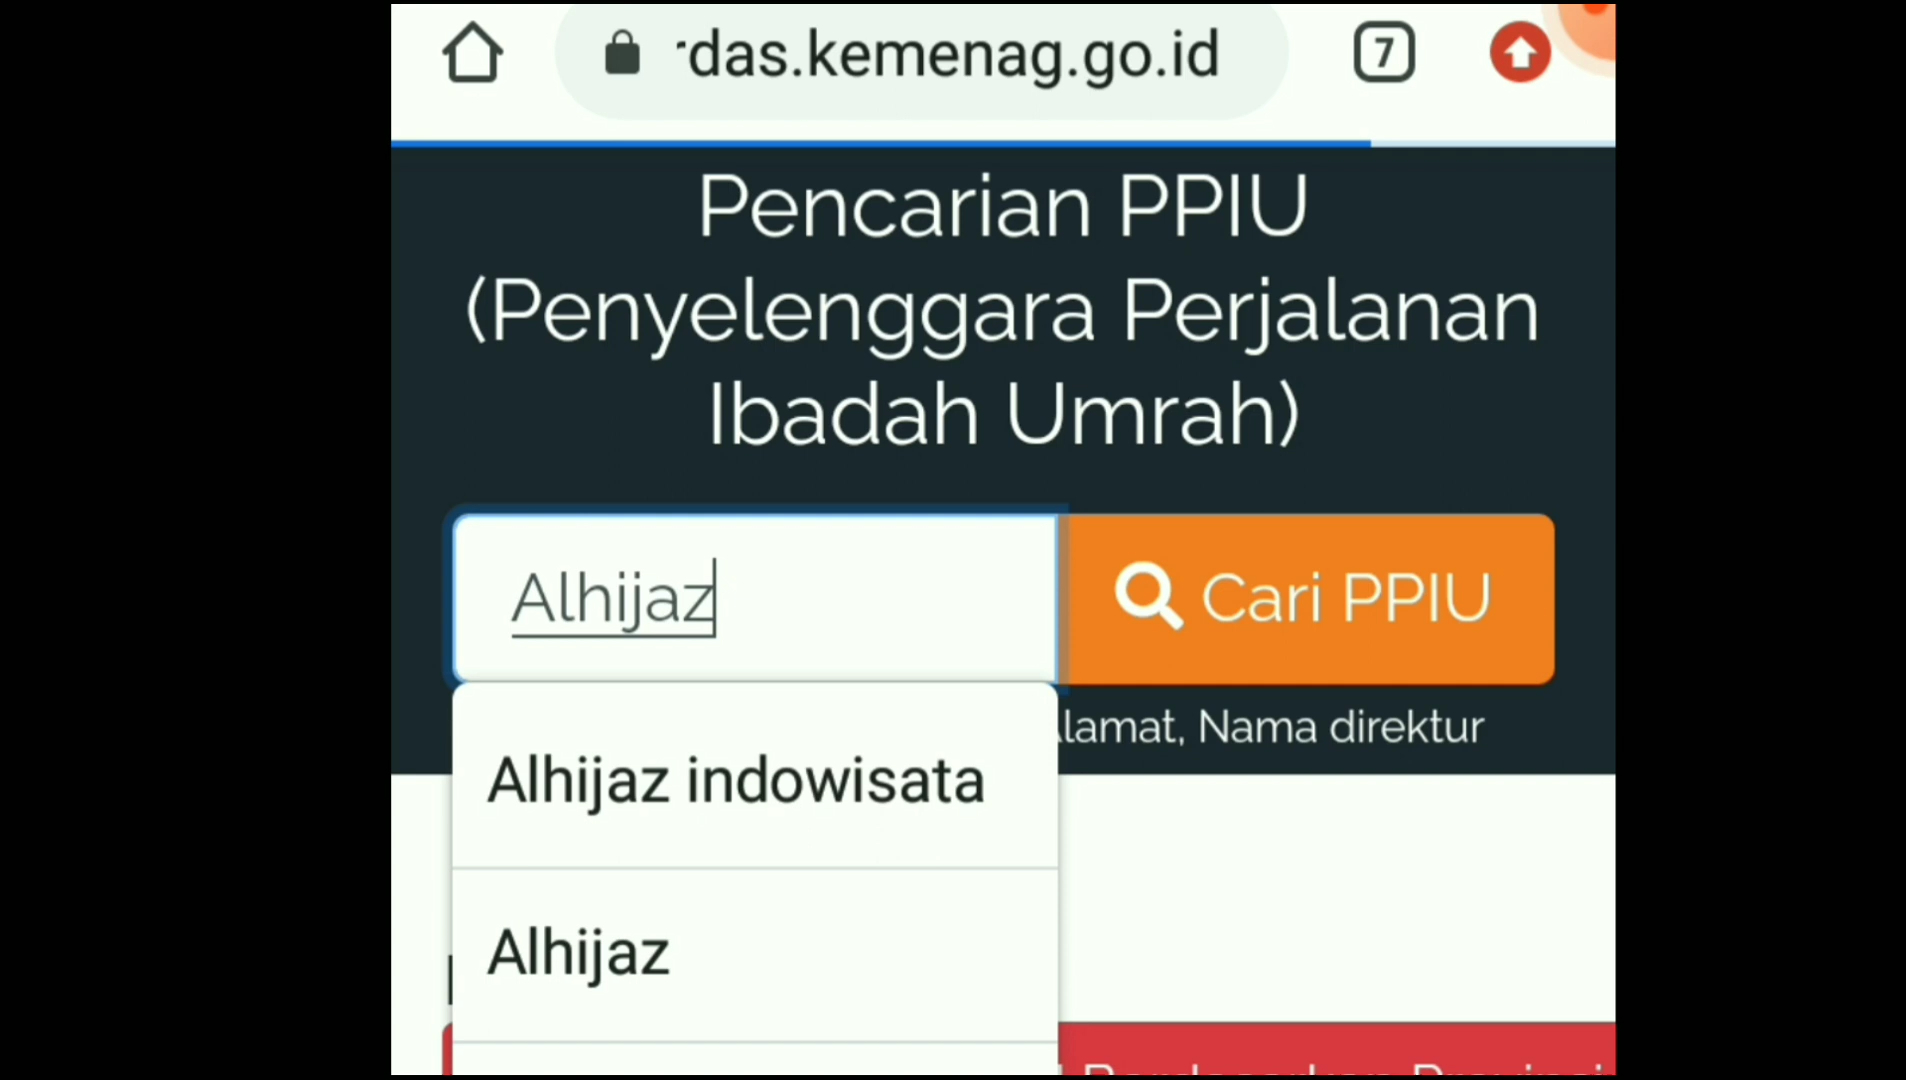 rdas.kemenag.go.id
7
Pencarian PPIU
(Penyelenggara Perjalanan
Ibadah Umrah)
Alhijaz
Cari PPIU
lamat, Nama direktur
Alhijaz indowisata
Alhijaz